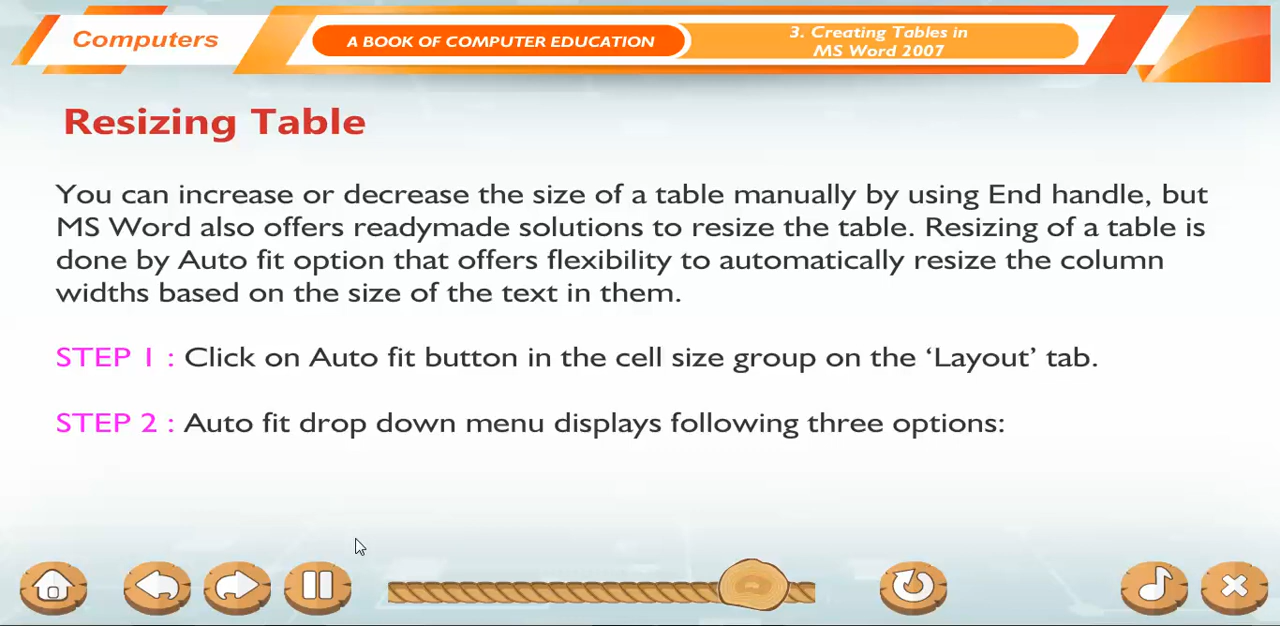 Computers
A BOOK OF COMPUTER EDUCATION
3. Creating Tables in
MS Word 2007
Resizing Table
You can increase or decrease the size of a table manually by using End handle, but
MS Word also offers readymade solutions to resize the table. Resizing of a table is
done by Auto fit option that offers flexibility to automatically resize the column
widths based on the size of the text in them.
STEP 1 : Click on Auto fit button in the cell size group on the ‘Layout’ tab.
STEP 2 : Auto fit drop down menu displays following three options: